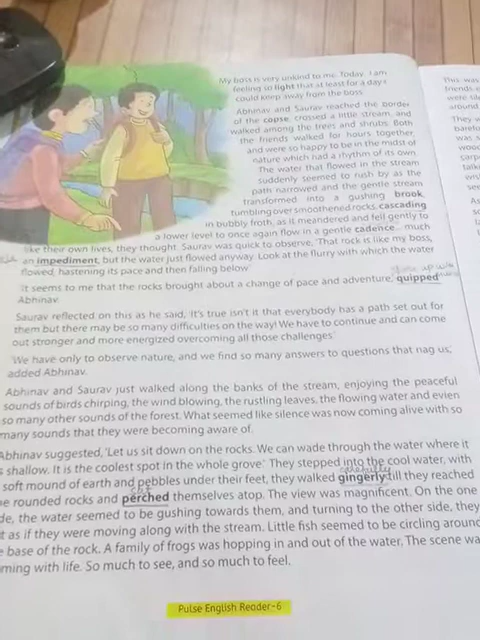 My boss is very unkind to me. Today, I am
feeling so light that at least for a day I
could keep away from the boss.
Abhinav and Saurav reached the border
of the copse, crossed a little stream, and
walked among the trees and shrubs. Both
the friends walked for hours together,
and were so happy to be in the midst of
nature which had a rhythm of its own.
The water that flowed in the stream
suddenly seemed to rush by as the
path narrowed and the gentle stream
transformed into a gushing brook,
tumbling over smoothened rocks, cascading
in bubbly froth, as it meandered and fell gently to
a lower level to once again flow in a gentle cadence... much
like their own lives, they thought. Saurav was quick to observe, 'That rock is like my boss,
an impediment, but the water just flowed anyway. Look at the flurry with which the water
flowed, hastening its pace and then falling below.'
'It seems to me that the rocks brought about a change of pace and adventure,' quipped
Abhinav.
Saurav reflected on this as he said, 'It's true isn't it that everybody has a path set out for
them but there may be so many difficulties on the way! We have to continue and can come
out stronger and more energized overcoming all those challenges.'
'We have only to observe nature, and we find so many answers to questions that nag us,'
added Abhinav.
Abhinav and Saurav just walked along the banks of the stream, enjoying the peaceful
sounds of birds chirping, the wind blowing, the rustling leaves, the flowing water and even
so many other sounds of the forest. What seemed like silence was now coming alive with so
many sounds that they were becoming aware of.
Abhinav suggested, 'Let us sit down on the rocks. We can wade through the water where it
s shallow. It is the coolest spot in the whole grove.' They stepped into the cool water, with
carefully
soft mound of earth and pebbles under their feet, they walked gingerly till they reached
sit
e rounded rocks and perched themselves atop. The view was magnificent. On the one
de, the water seemed to be gushing towards them, and turning to the other side, they
t as if they were moving along with the stream. Little fish seemed to be circling around
e base of the rock. A family of frogs was hopping in and out of the water. The scene wa
ming with life. So much to see, and so much to feel.
Pulse English Reader-6
This was
friends
were
around
They w
barefo
was s